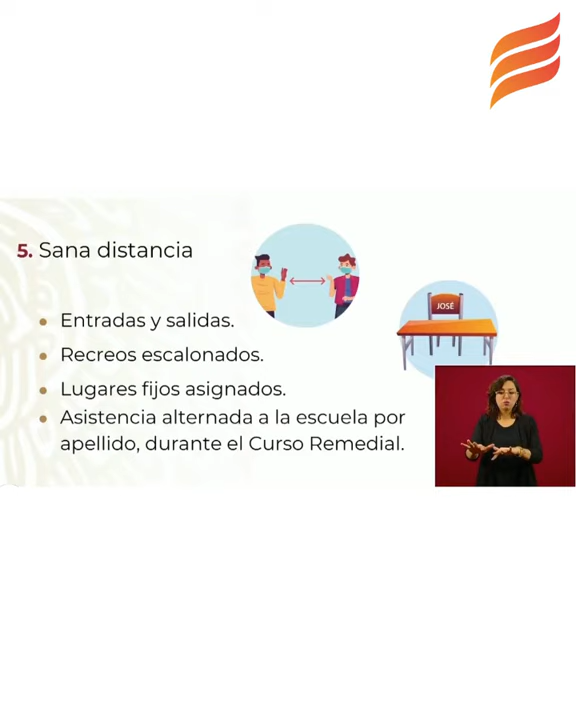 5. Sana distancia
JOSÉ
• Entradas y salidas.
• Recreos escalonados.
• Lugares fijos asignados.
• Asistencia alternada a la escuela por
apellido, durante el Curso Remedial.